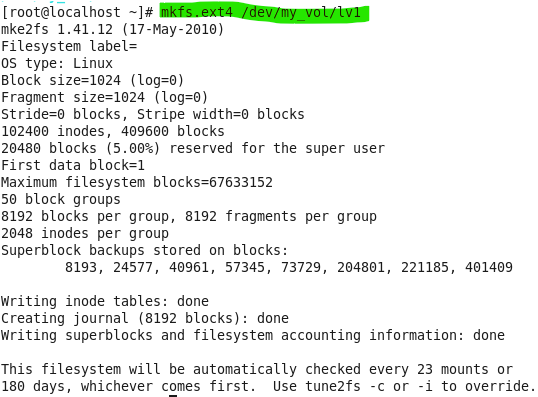 [root@localhost ~]# mkfs.ext4 /dev/my_vol/lv1
mke2fs 1.41.12 (17-May-2010)
Filesystem label=
OS type: Linux
Block size=1024 (log=0)
Fragment size=1024 (log=0)
Stride=0 blocks, Stripe width=0 blocks
102400 inodes, 409600 blocks
20480 blocks (5.00%) reserved for the super user
First data block=1
Maximum filesystem blocks=67633152
50 block groups
8192 blocks per group, 8192 fragments per group
2048 inodes per group
Superblock backups stored on blocks:
        8193, 24577, 40961, 57345, 73729, 204801, 221185, 401409
Writing inode tables: done
Creating journal (8192 blocks): done
Writing superblocks and filesystem accounting information: done
This filesystem will be automatically checked every 23 mounts or
180 days, whichever comes first.  Use tune2fs -c or -i to override.